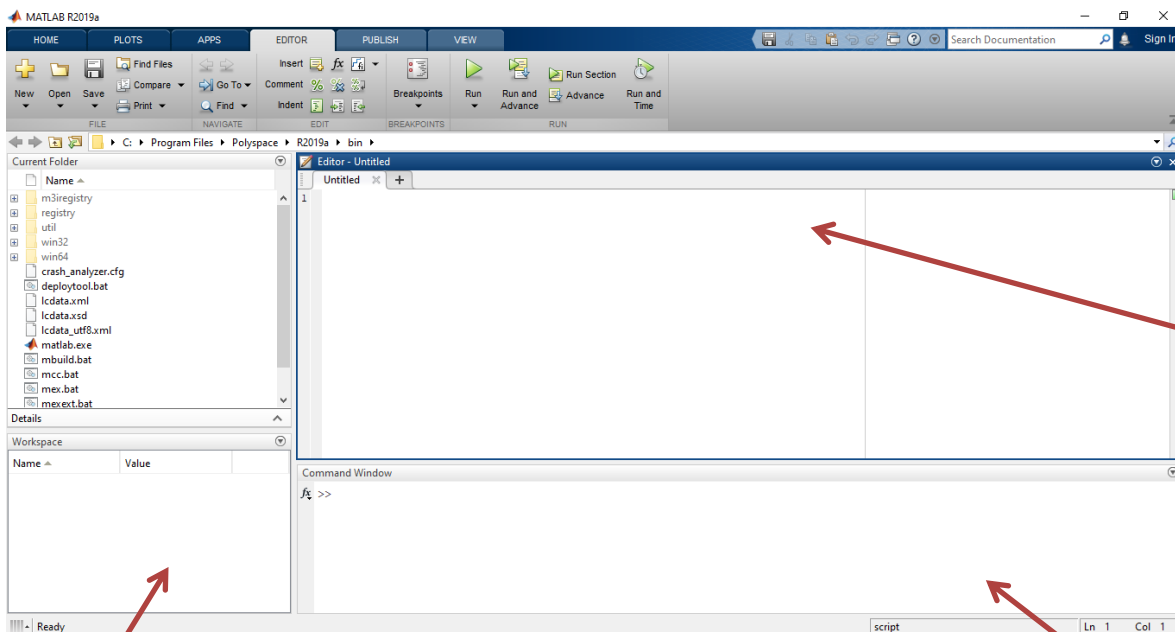 MATLAB R2019a
HOME PLOTS APPS EDITOR PUBLISH VIEW Search Documentation Sign In
New Open Save Find Files Compare Print Go To Find Insert fx Comment % Indent Breakpoints Run Run and Advance Run Section Advance Run and Time
FILE NAVIGATE EDIT BREAKPOINTS RUN
C: Program Files Polyspace R2019a bin
Current Folder
Name
m3iregistry
registry
util
win32
win64
crash_analyzer.cfg
deploytool.bat
lcdata.xml
lcdata.xsd
lcdata_utf8.xml
matlab.exe
mbuild.bat
mcc.bat
mex.bat
mexext.bat
Details
Workspace
Name Value
Editor - Untitled
Untitled +
1
Command Window
fx >>
Ready script Ln 1 Col 1